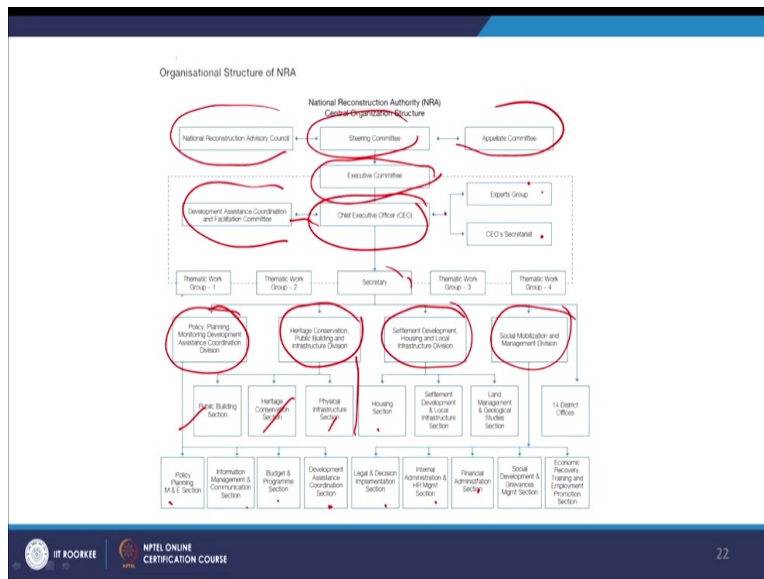 Organisational Structure of NRA
National Reconstruction Authority (NRA)
Central Organization Structure
National Reconstruction Advisory Council
Steering Committee
Appellate Committee
Executive Committee
Experts Group
Development Assistance Coordination
and Facilitation Committee
Chief Executive Officer (CEO)
CEO's Secretariat
Thematic Work
Group - 1
Thematic Work
Group - 2
Secretary
Thematic Work
Group - 3
Thematic Work
Group - 4
Policy, Planning,
Monitoring Development
Assistance Coordination
Division
Heritage Conservation,
Public Building and
Infrastructure Division
Settlement Development,
Housing and Local
Infrastructure Division
Social Mobilization and
Management Division
Public Building
Section
Heritage
Conservation
Section
Physical
Infrastructure
Section
Housing
Section
Settlement
Development
& Local
Infrastructure
Section
Land
Management
& Geological
Studies
Section
14 District
Offices
Policy
Planning
M & E Section
Information
Management &
Communication
Section
Budget &
Programme
Section
Development
Assistance
Coordination
Section
Legal & Decision
Implementation
Section
Internal
Administration &
HR Mgmt
Section
Financial
Administration
Section
Social
Development &
Grievances
Mgmt Section
Economic
Recovery,
Training and
Employment
Promotion
Section
IIT ROORKEE
NPTEL ONLINE
CERTIFICATION COURSE
22